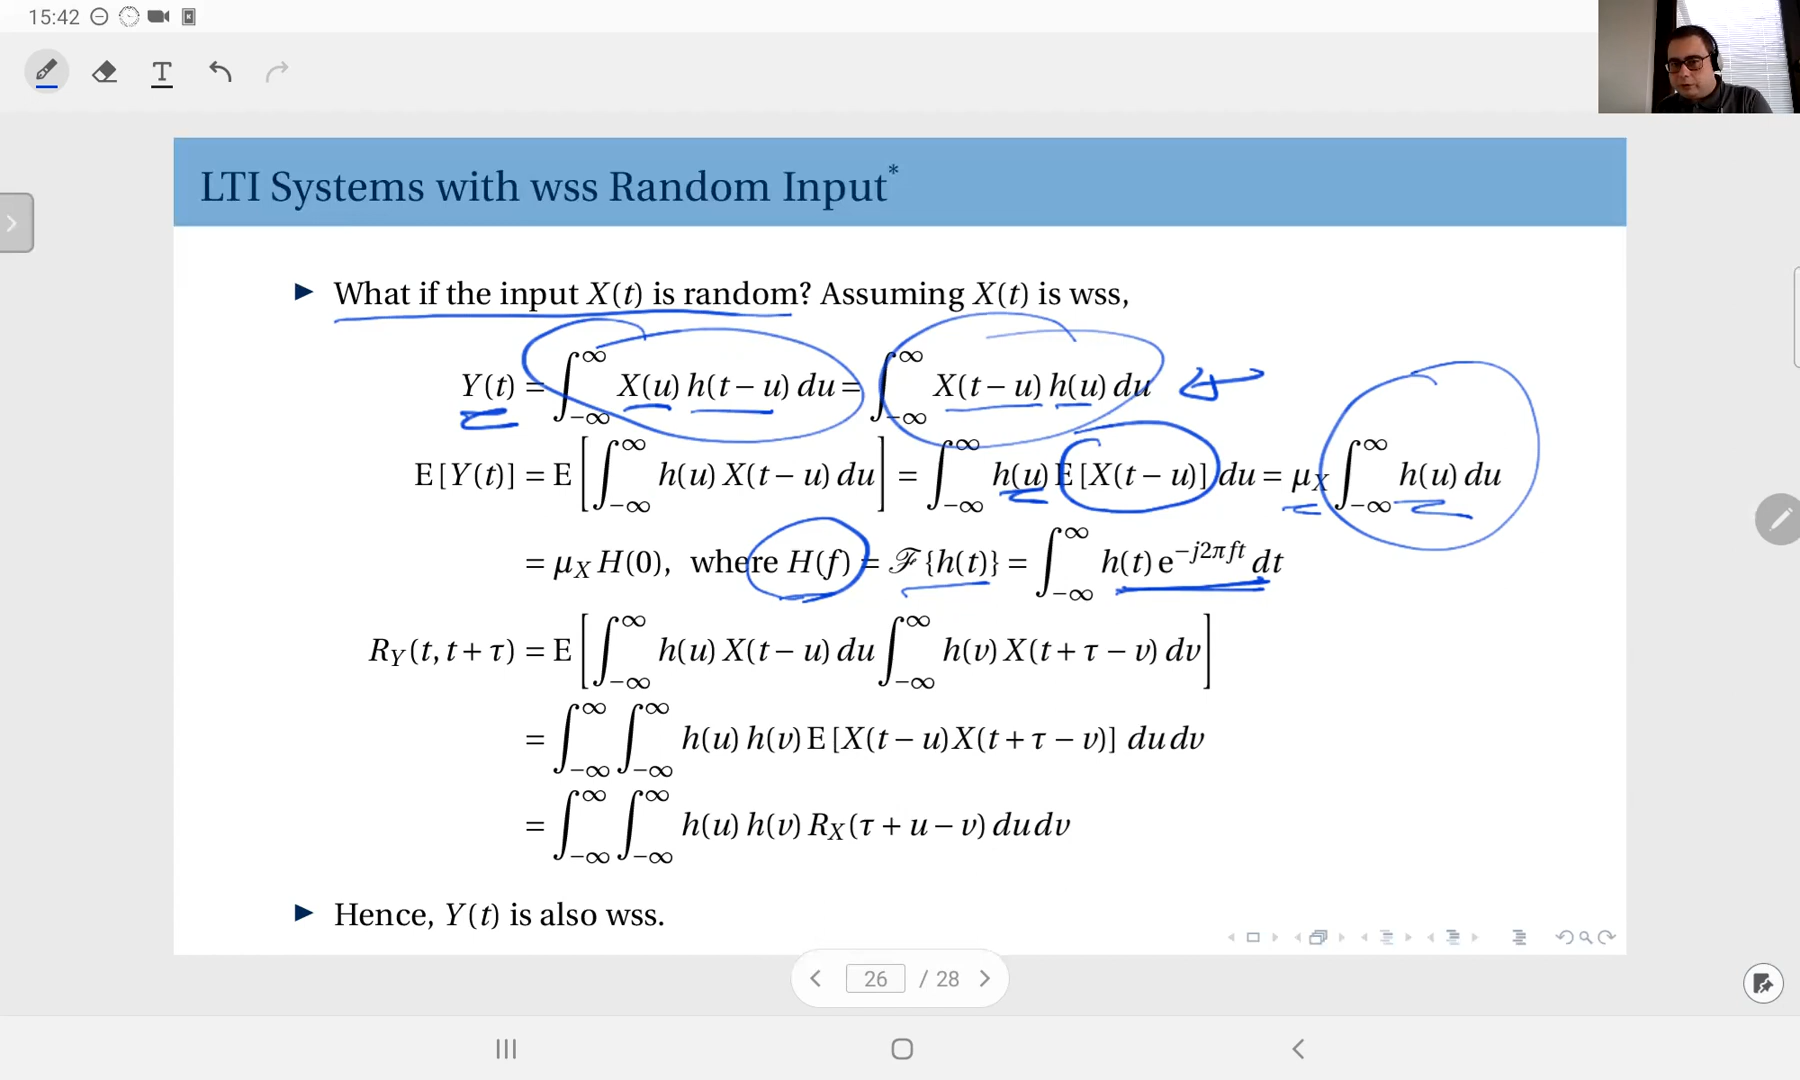 15:42
LTI Systems with wss Random Input*
▶ What if the input X(t) is random? Assuming X(t) is wss,
Y(t) = ∫_{−∞}^{∞} X(u) h(t − u) du = ∫_{−∞}^{∞} X(t − u) h(u) du
E[Y(t)] = E[∫_{−∞}^{∞} h(u) X(t − u) du] = ∫_{−∞}^{∞} h(u) E[X(t − u)] du = μ_X ∫_{−∞}^{∞} h(u) du
= μ_X H(0), where H(f) = ℱ{h(t)} = ∫_{−∞}^{∞} h(t) e^{−j2πft} dt
R_Y(t, t + τ) = E[∫_{−∞}^{∞} h(u) X(t − u) du ∫_{−∞}^{∞} h(v) X(t + τ − v) dv]
= ∫_{−∞}^{∞} ∫_{−∞}^{∞} h(u) h(v) E[X(t − u)X(t + τ − v)] du dv
= ∫_{−∞}^{∞} ∫_{−∞}^{∞} h(u) h(v) R_X(τ + u − v) du dv
▶ Hence, Y(t) is also wss.
26 / 28